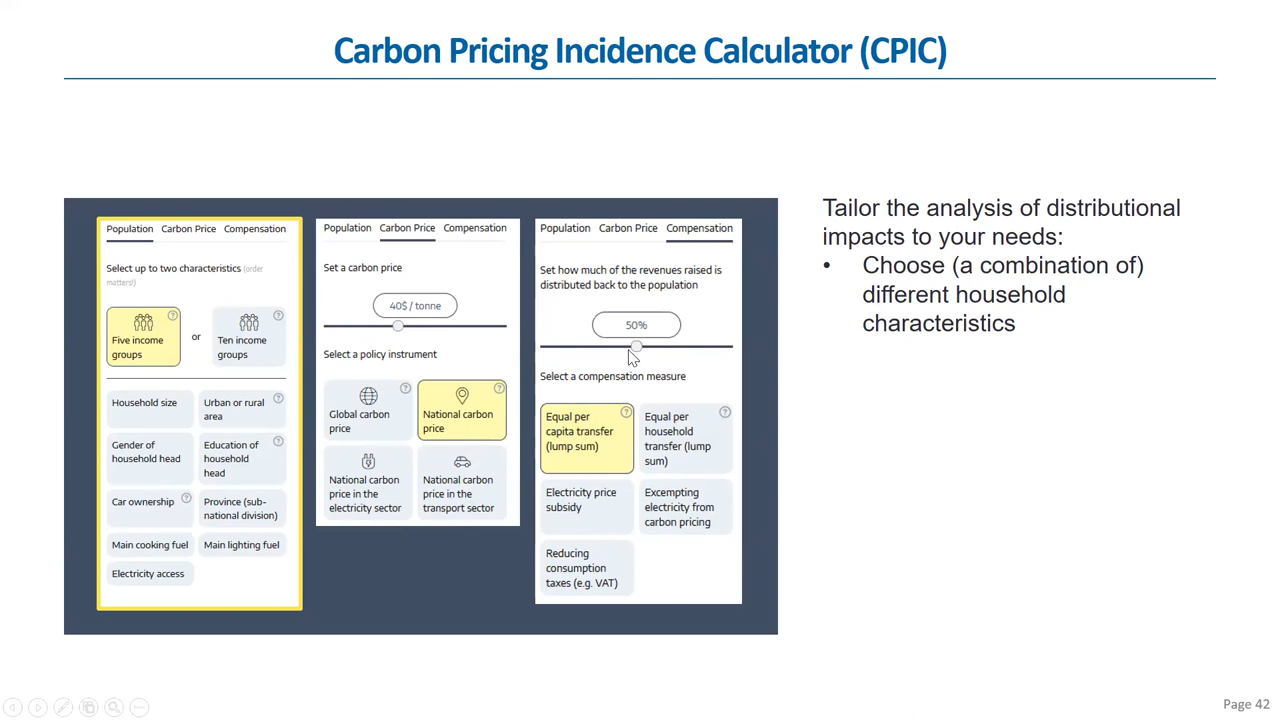 Carbon Pricing Incidence Calculator (CPIC)
Population Carbon Price Compensation
Select up to two characteristics (order
matters!)
Five income
groups
or
Ten income
groups
?
?
Household size
Urban or rural
area
?
Gender of
household head
Education of
household
head
?
Car ownership
?
Province (sub-
national division)
Main cooking fuel
Main lighting fuel
Electricity access
Population Carbon Price Compensation
Set a carbon price
40$ / tonne
Select a policy instrument
Global carbon
price
?
National carbon
price
?
National carbon
price in the
electricity sector
National carbon
price in the
transport sector
Population Carbon Price Compensation
Set how much of the revenues raised is
distributed back to the population
50%
Select a compensation measure
Equal per
capita transfer
(lump sum)
?
Equal per
household
transfer (lump
sum)
?
Electricity price
subsidy
Excempting
electricity from
carbon pricing
Reducing
consumption
taxes (e.g. VAT)
Tailor the analysis of distributional
impacts to your needs:
• Choose (a combination of)
different household
characteristics
Page 42